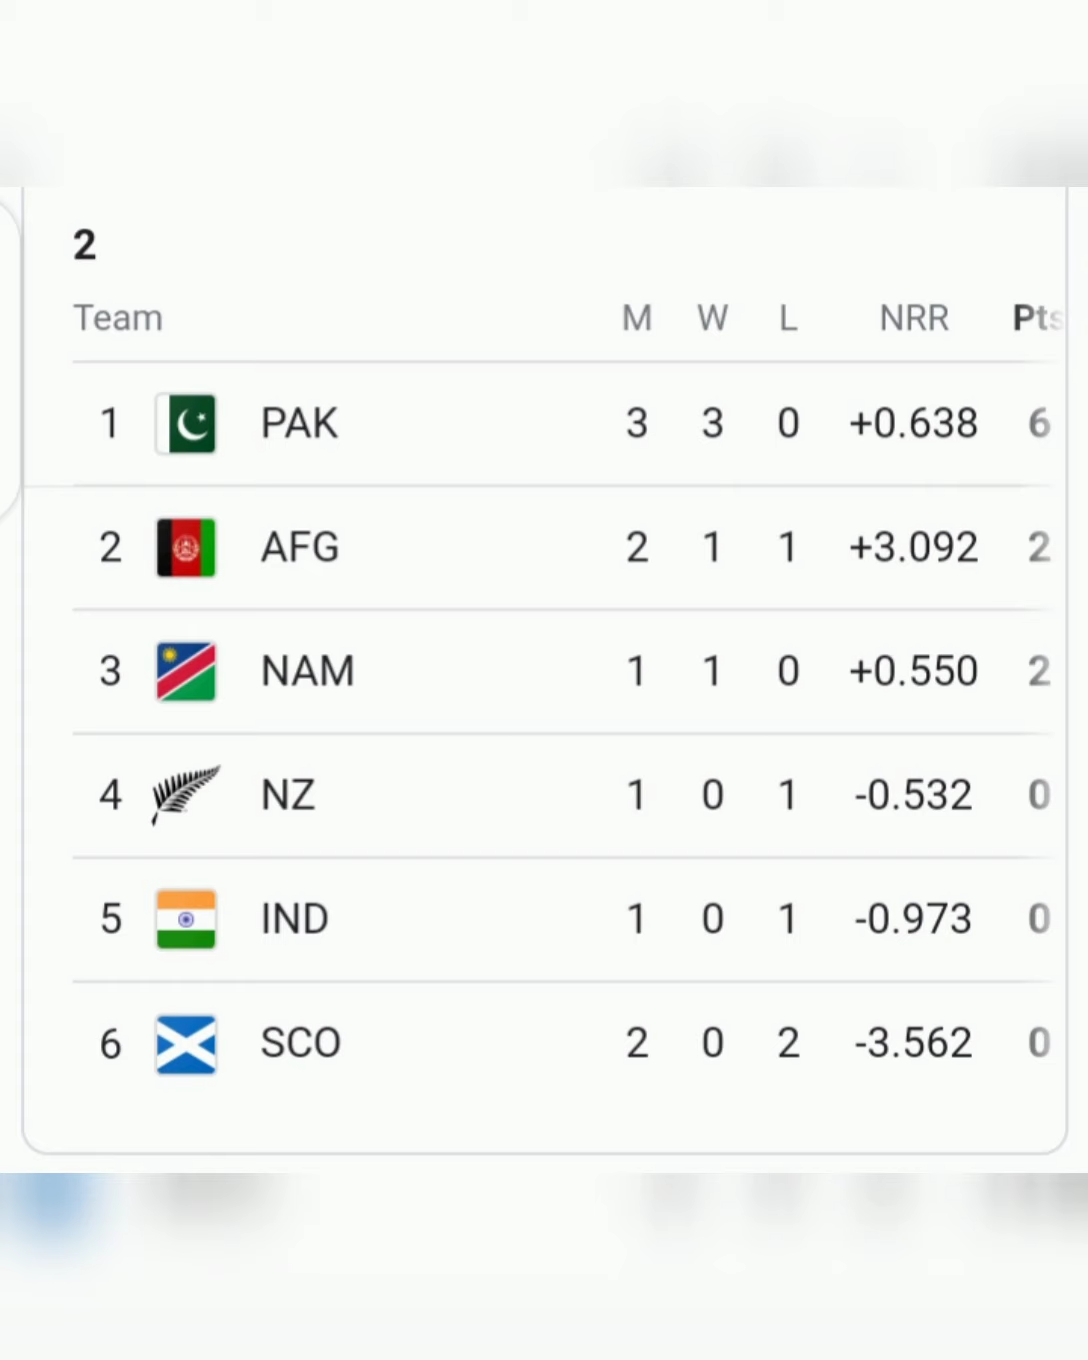 2
Team M W L NRR Pts
1 PAK 3 3 0 +0.638 6
2 AFG 2 1 1 +3.092 2
3 NAM 1 1 0 +0.550 2
4 NZ 1 0 1 -0.532 0
5 IND 1 0 1 -0.973 0
6 SCO 2 0 2 -3.562 0